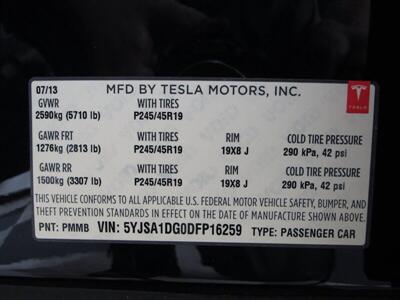 07/13 MFD BY TESLA MOTORS, INC.
GVWR WITH TIRES
2590kg (5710 lb) P245/45R19
GAWR FRT WITH TIRES RIM COLD TIRE PRESSURE
1276kg (2813 lb) P245/45R19 19X8 J 290 kPa, 42 psi
GAWR RR WITH TIRES RIM COLD TIRE PRESSURE
1500kg (3307 lb) P245/45R19 19X8 J 290 kPa, 42 psi
THIS VEHICLE CONFORMS TO ALL APPLICABLE U.S. FEDERAL MOTOR VEHICLE SAFETY, BUMPER, AND
THEFT PREVENTION STANDARDS IN EFFECT ON THE DATE OF MANUFACTURE SHOWN ABOVE.
PNT: PMMB VIN: 5YJSA1DG0DFP16259 TYPE: PASSENGER CAR
TESLA